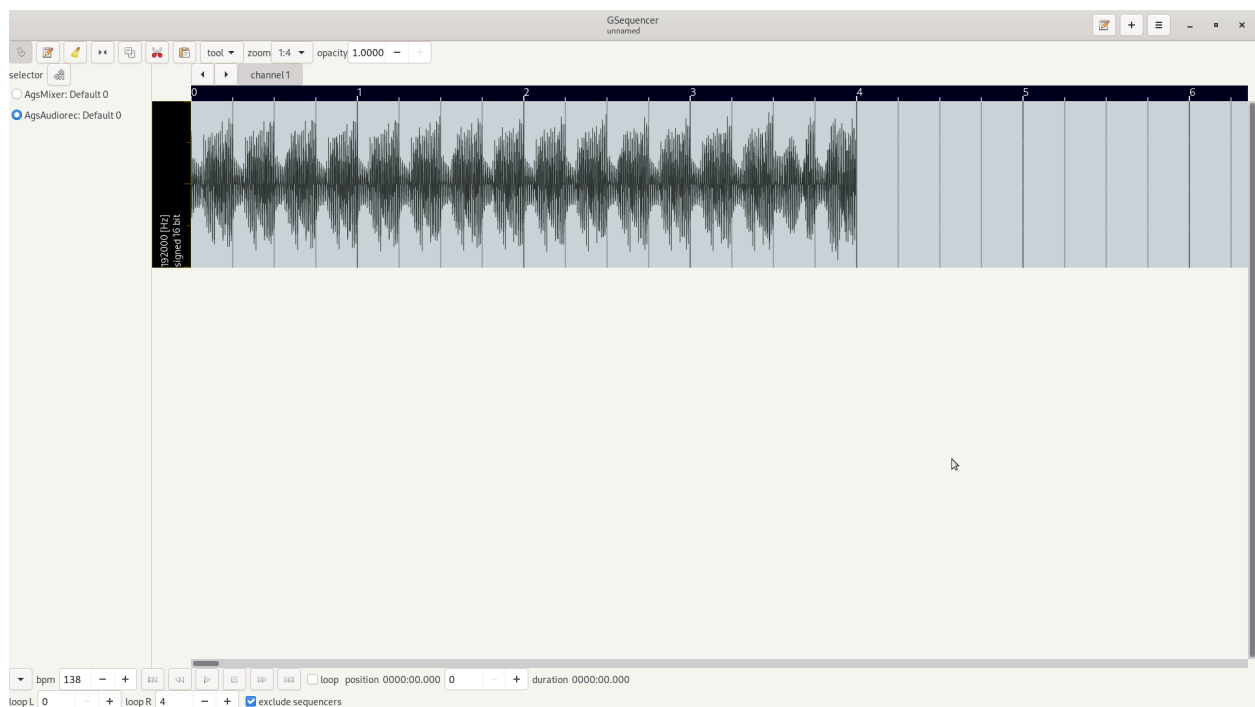 GSequencer
unnamed
tool zoom 1:4 opacity 1.0000
selector
channel 1
AgsMixer: Default 0
AgsAudiorec: Default 0
0 1 2 3 4 5 6
192000 [Hz]
signed 16 bit
bpm 138 loop position 0000:00.000 0 duration 0000:00.000
loop L 0 loop R 4 exclude sequencers